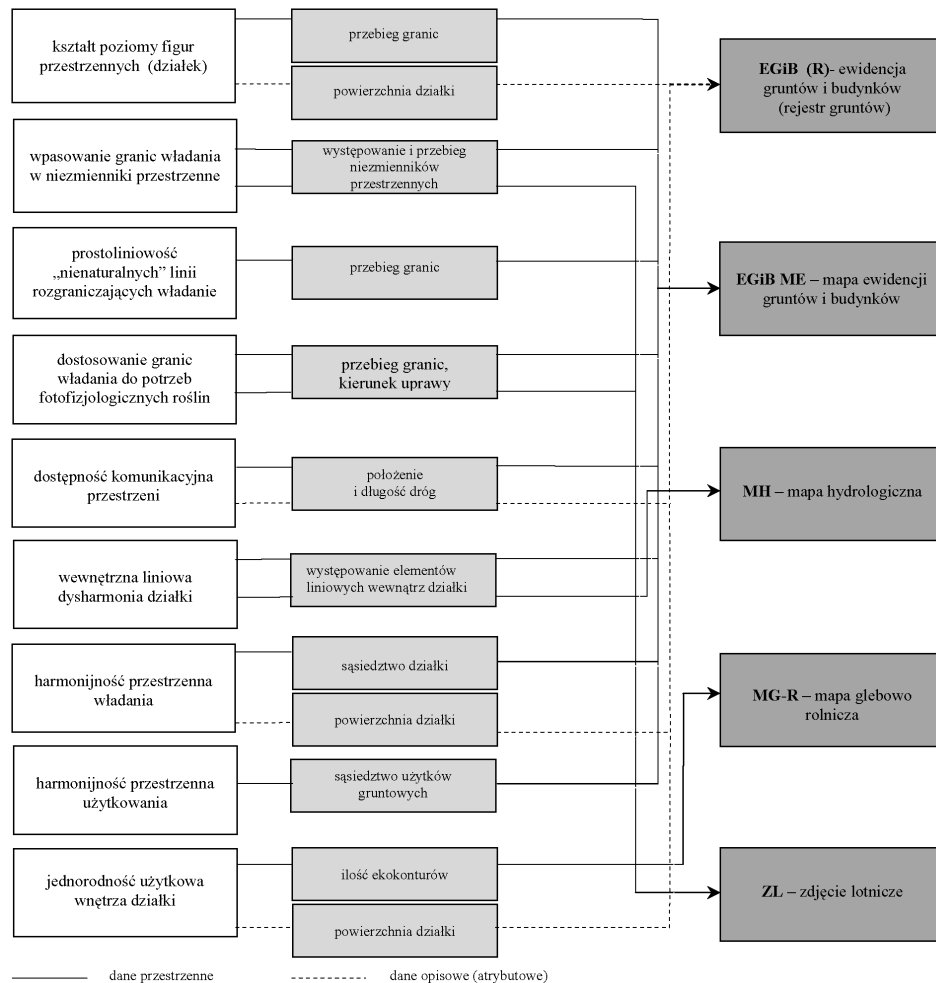 kształt poziomy figur
przestrzennych (działek)
przebieg granic
powierzchnia działki
EGiB (R)- ewidencja
gruntów i budynków
(rejestr gruntów)
wpasowanie granic władania
w niezmienniki przestrzenne
występowanie i przebieg
niezmienników
przestrzennych
prostoliniowość
„nienaturalnych” linii
rozgraniczających władanie
przebieg granic
EGiB ME – mapa ewidencji
gruntów i budynków
dostosowanie granic
władania do potrzeb
fotofizjologicznych roślin
przebieg granic,
kierunek uprawy
dostępność komunikacyjna
przestrzeni
położenie
i długość dróg
MH – mapa hydrologiczna
wewnętrzna liniowa
dysharmonia działki
występowanie elementów
liniowych wewnątrz działki
harmonijność przestrzenna
władania
sąsiedztwo działki
powierzchnia działki
MG-R – mapa glebowo
rolnicza
harmonijność przestrzenna
użytkowania
sąsiedztwo użytków
gruntowych
jednorodność użytkowa
wnętrza działki
ilość ekokonturów
powierzchnia działki
ZL – zdjęcie lotnicze
dane przestrzenne
dane opisowe (atrybutowe)